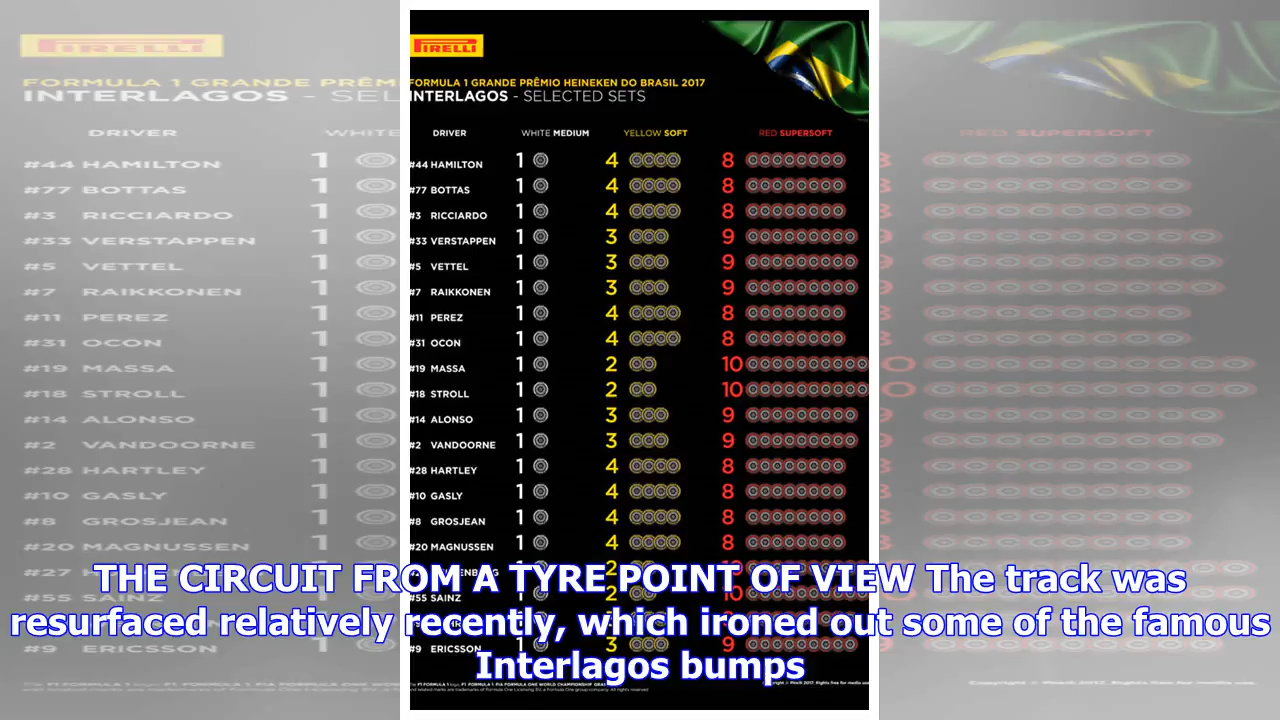 PIRELLI
FORMULA 1 GRANDE PRÊMIO HEINEKEN DO BRASIL 2017
INTERLAGOS - SELECTED SETS
DRIVER WHITE MEDIUM YELLOW SOFT RED SUPERSOFT
#44 HAMILTON 1 4 8
#77 BOTTAS 1 4 8
#3 RICCIARDO 1 4 8
#33 VERSTAPPEN 1 3 9
#5 VETTEL 1 3 9
#7 RAIKKONEN 1 3 9
#11 PEREZ 1 4 8
#31 OCON 1 4 8
#19 MASSA 1 2 10
#18 STROLL 1 2 10
#14 ALONSO 1 3 9
#2 VANDOORNE 1 3 9
#28 HARTLEY 1 4 8
#10 GASLY 1 4 8
#8 GROSJEAN 1 4 8
#20 MAGNUSSEN 1 4 8
#55 SAINZ 1 2 10
#9 ERICSSON 1 3 9
THE CIRCUIT FROM A TYRE POINT OF VIEW The track was
resurfaced relatively recently, which ironed out some of the famous
Interlagos bumps